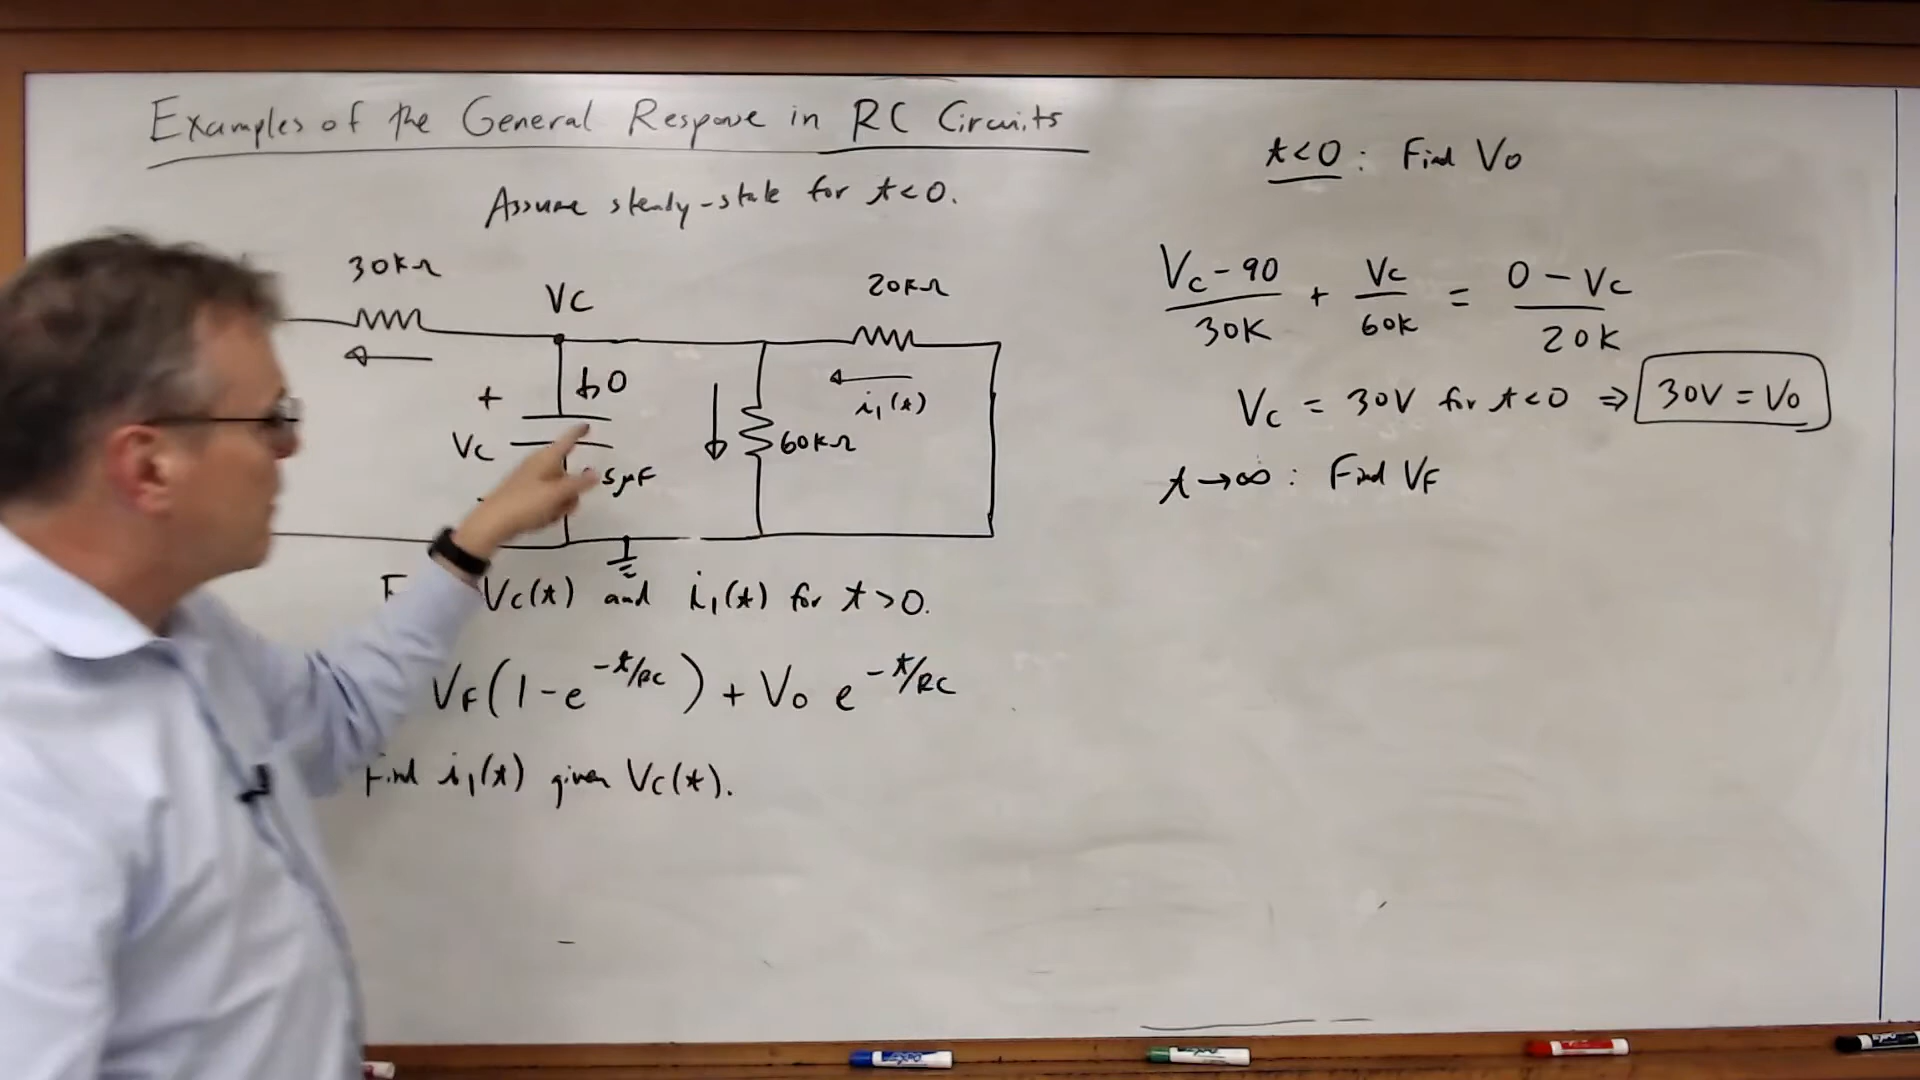 Examples of the General Response in RC Circuits
Assume steady-state for t<0.
30KΩ
VC
20KΩ
+
↓0
i₁(t)
Vc
60KΩ
5μF
Vc(t) and i₁(t) for t>0.
VF(1-e^-t/RC) + V0 e^-t/RC
Find i₁(t) given Vc(t).
t<0: Find V0
(Vc-90)/30K + Vc/60K = (0-Vc)/20K
Vc = 30V for t<0 ⇒ 30V = V0
t→∞: Find VF